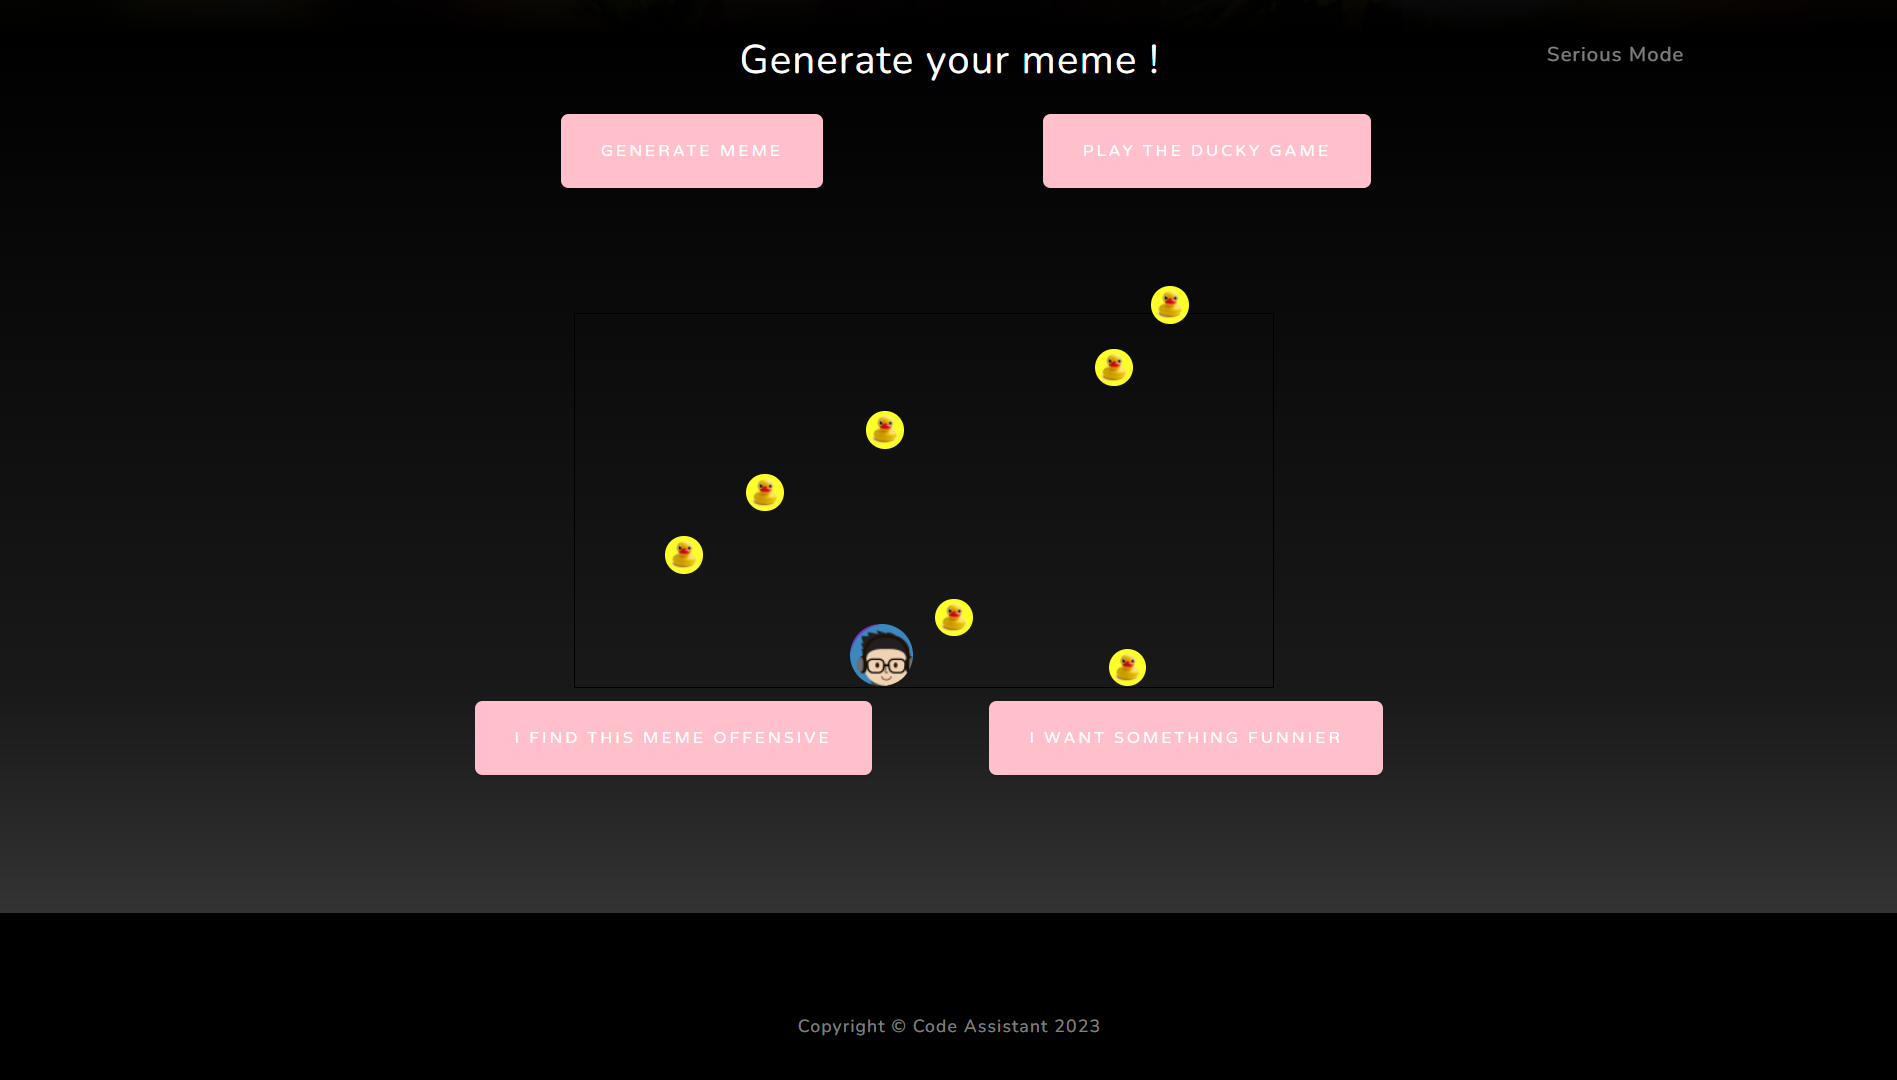 Generate your meme !
Serious Mode
GENERATE MEME
PLAY THE DUCKY GAME
I FIND THIS MEME OFFENSIVE
I WANT SOMETHING FUNNIER
Copyright © Code Assistant 2023